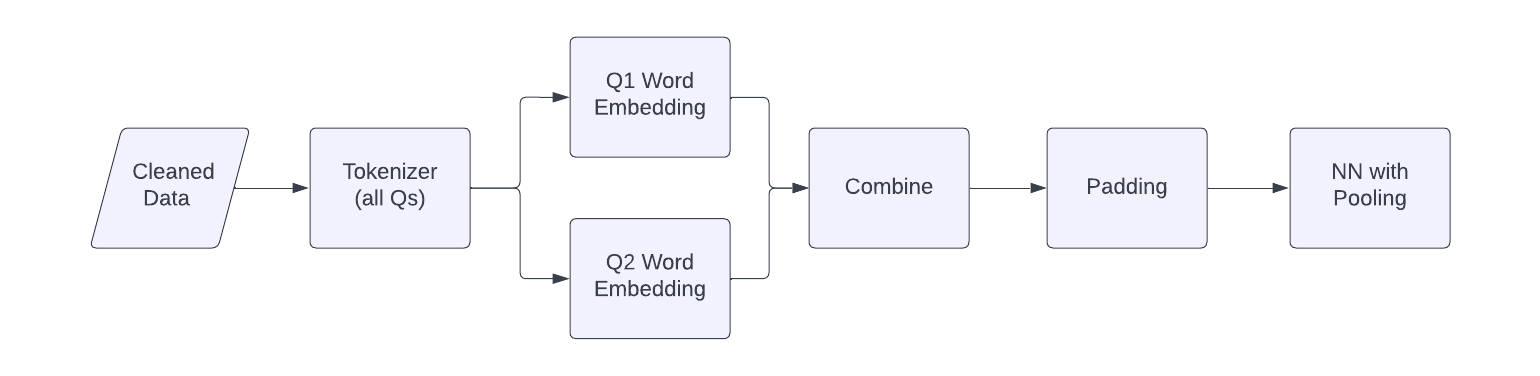 Cleaned
Data
Tokenizer
(all Qs)
Q1 Word
Embedding
Q2 Word
Embedding
Combine
Padding
NN with
Pooling